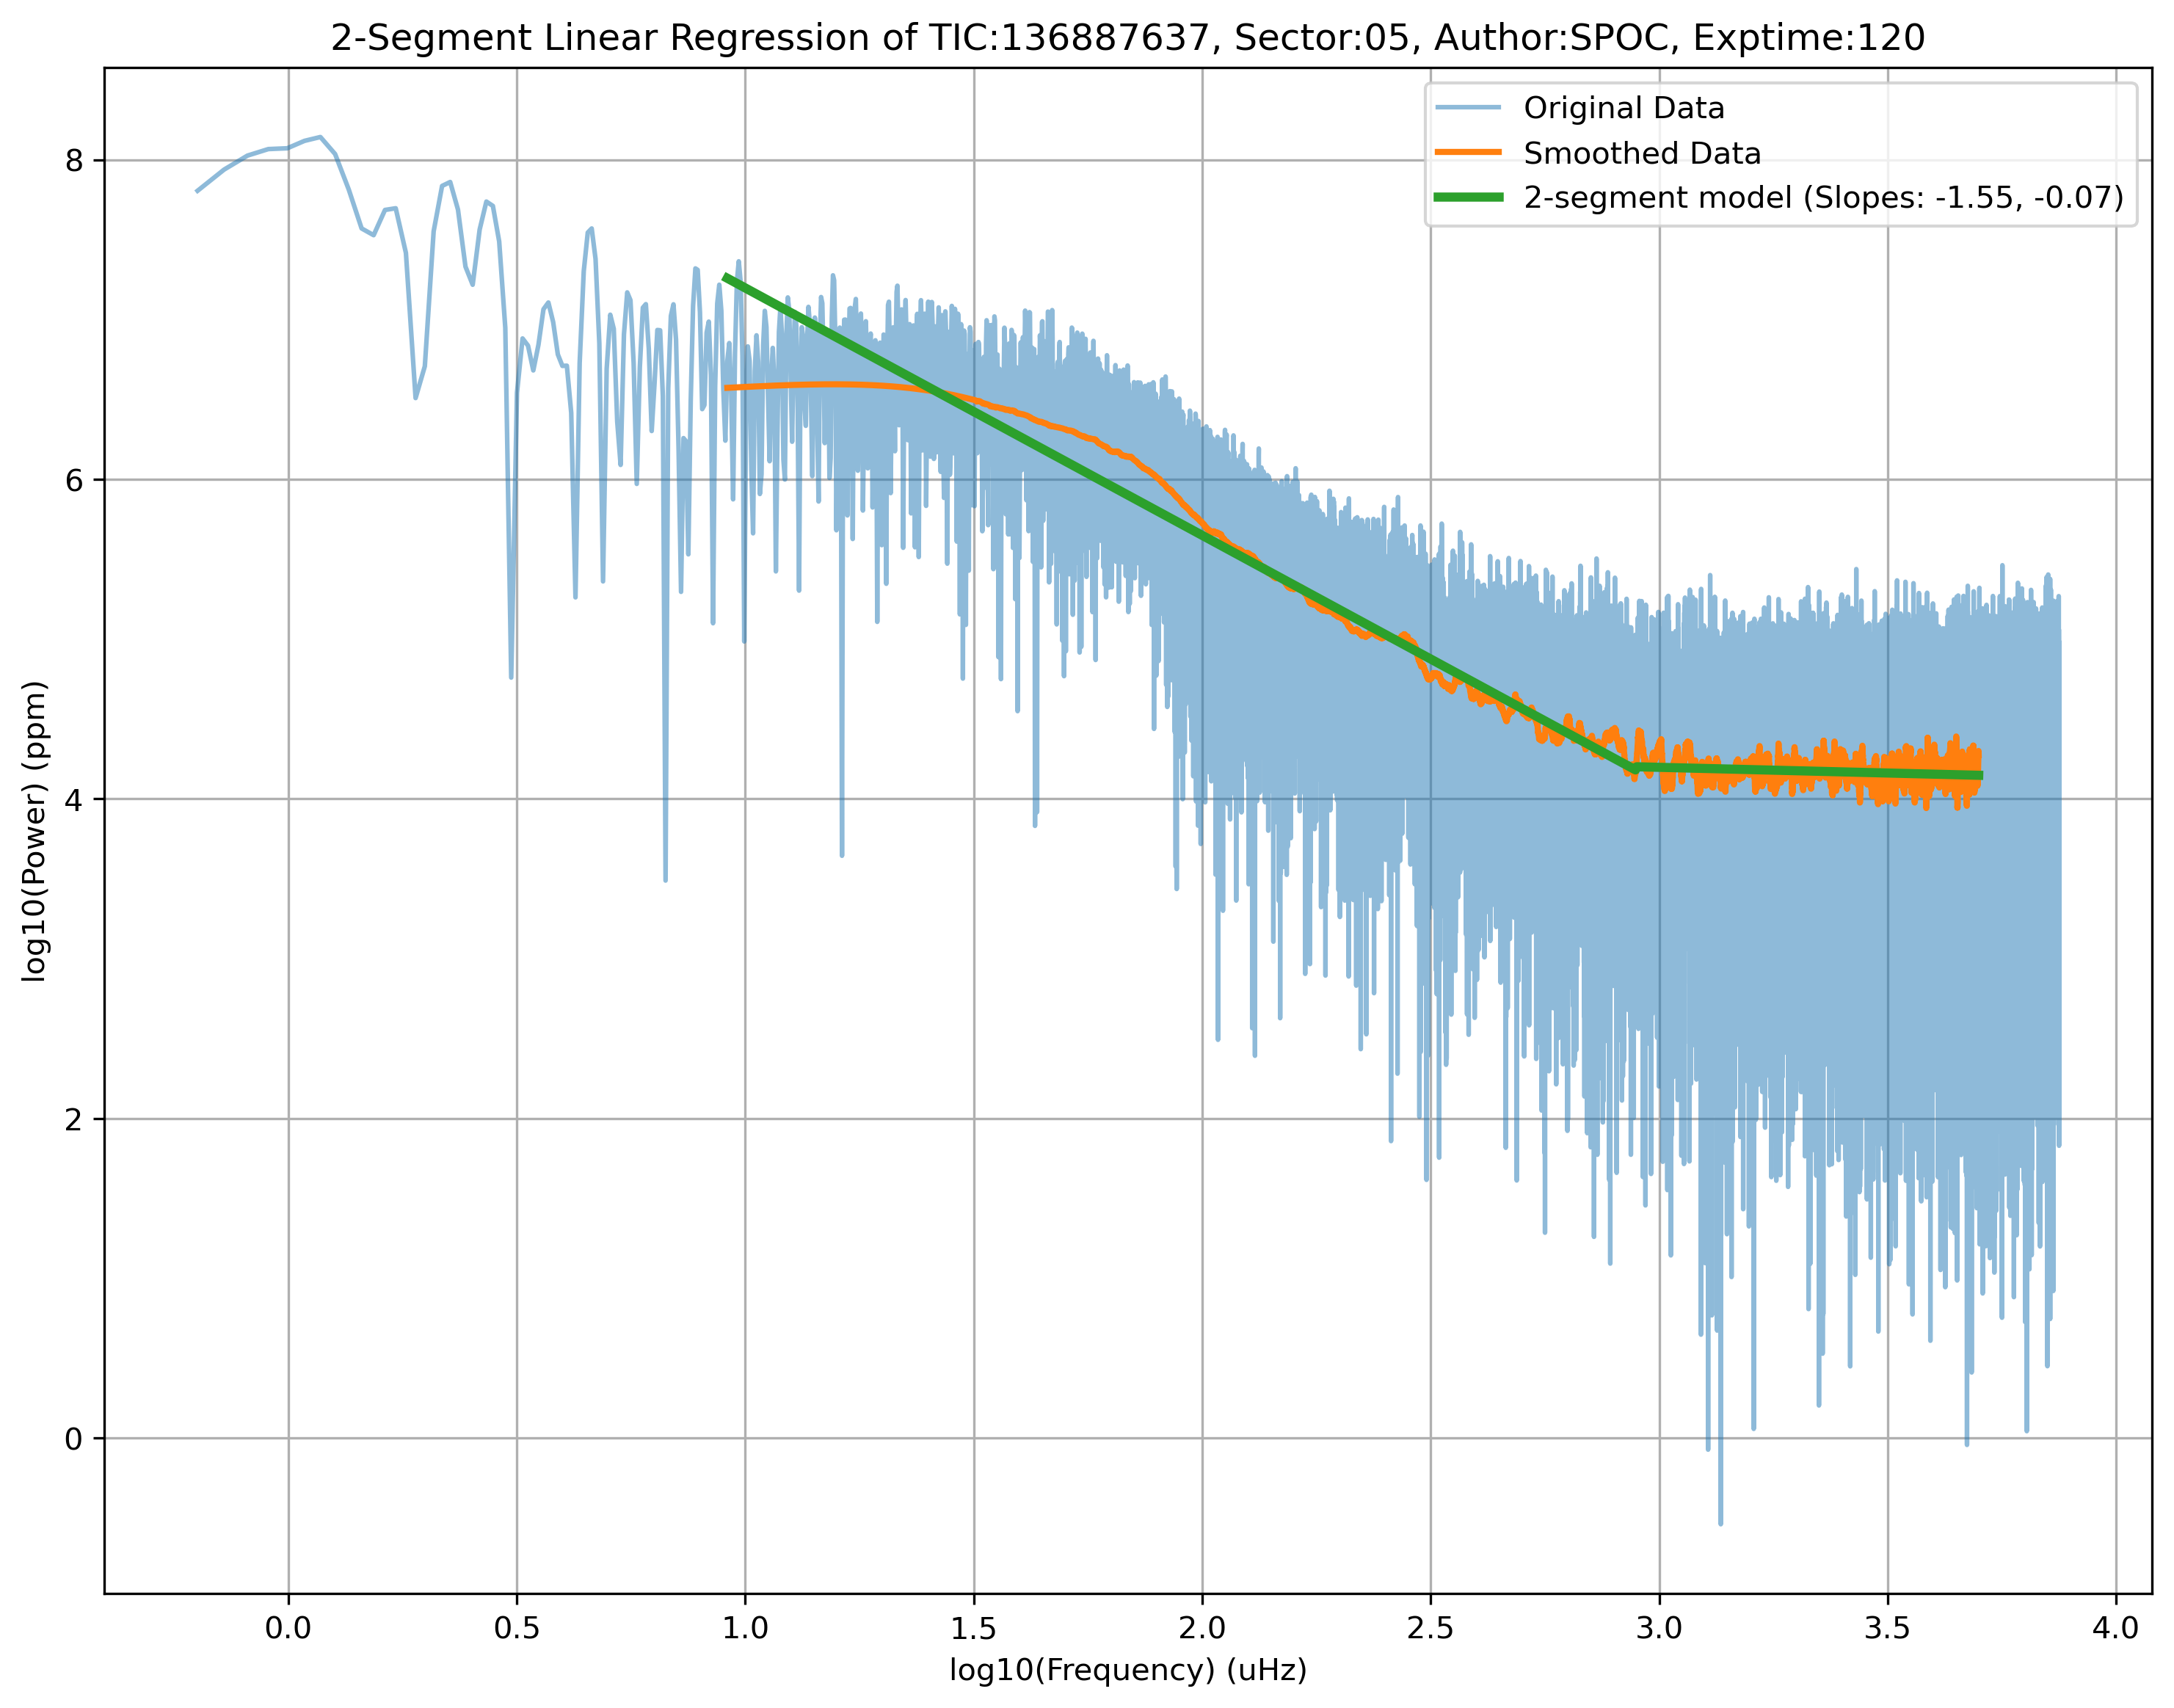 2-Segment Linear Regression of TIC:136887637, Sector:05, Author:SPOC, Exptime:120
Original Data
Smoothed Data
2-segment model (Slopes: -1.55, -0.07)
8
6
4
2
0
log10(Power) (ppm)
0.0 0.5 1.0 1.5 2.0 2.5 3.0 3.5 4.0
log10(Frequency) (uHz)